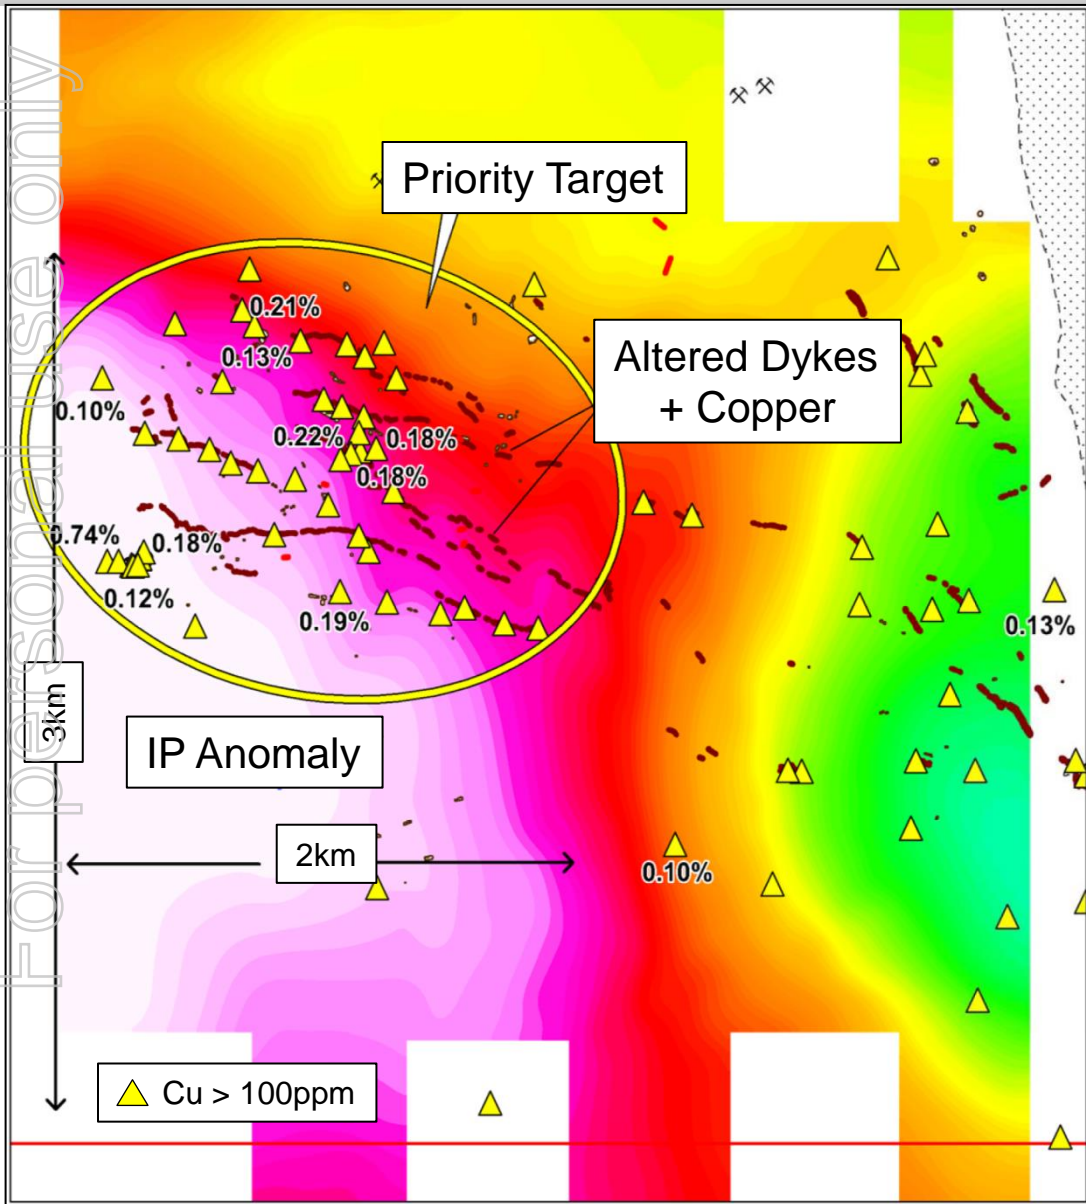 For personal use only
Priority Target
0.21%
0.13%
Altered Dykes
+ Copper
0.10%
0.22%
0.18%
0.18%
0.74%
0.18%
0.12%
0.19%
0.13%
3km
IP Anomaly
2km
0.10%
Cu > 100ppm